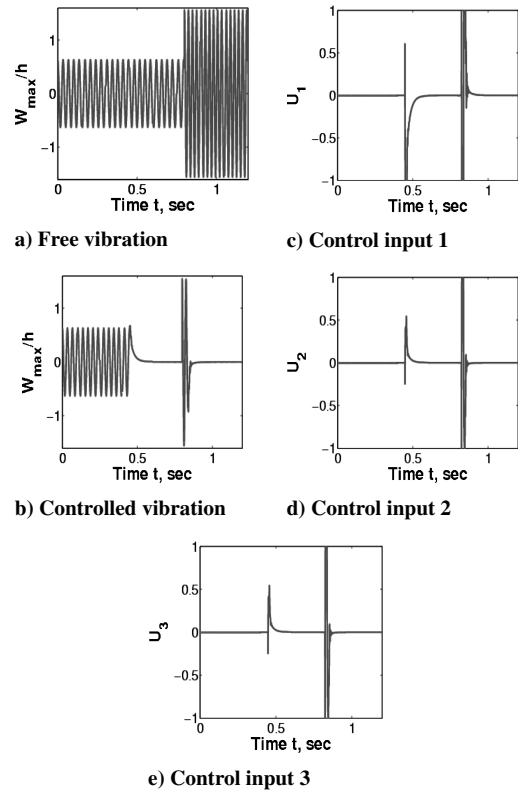 1
0
−1
W_max/h
0
0.5
1
Time t, sec
a) Free vibration
1
0.5
0
−0.5
−1
U_1
0
0.5
1
Time t, sec
c) Control input 1
1
0
−1
W_max/h
0
0.5
1
Time t, sec
b) Controlled vibration
1
0.5
0
−0.5
−1
U_2
0
0.5
1
Time t, sec
d) Control input 2
1
0.5
0
−0.5
−1
U_3
0
0.5
1
Time t, sec
e) Control input 3